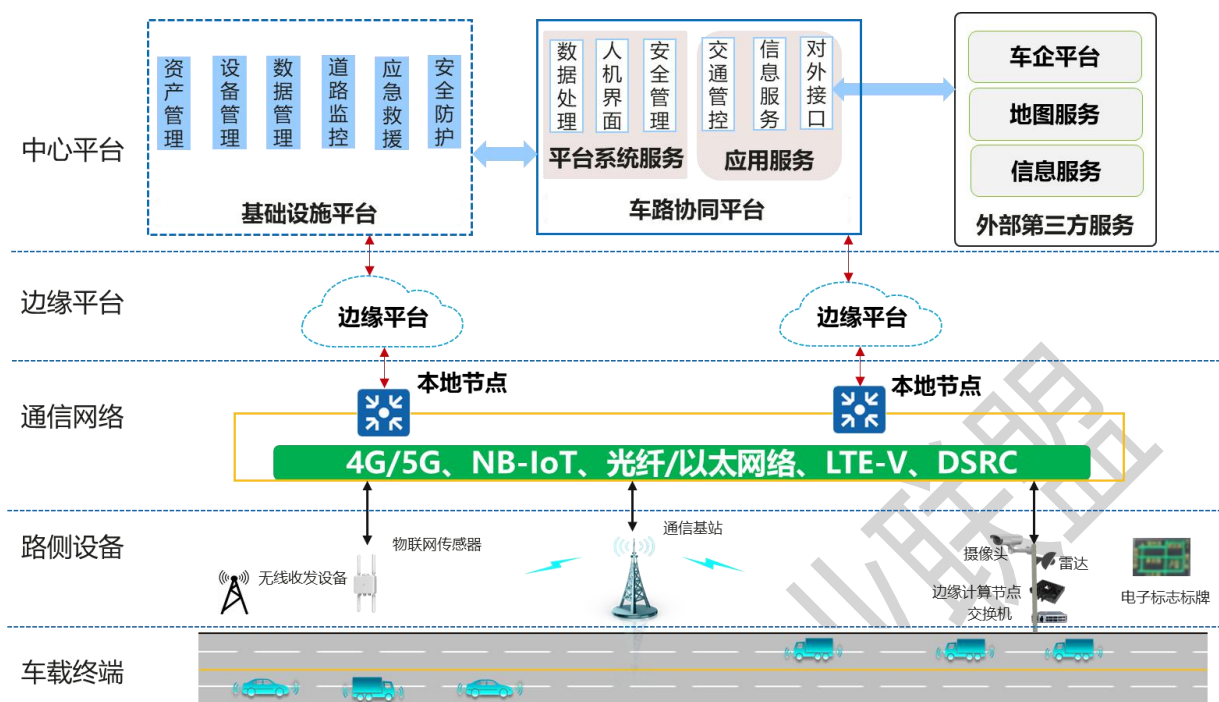 资产管理
设备管理
数据管理
道路监控
应急救援
安全防护
基础设施平台
数据处理
人机界面
安全管理
平台系统服务
交通管控
信息服务
对外接口
应用服务
车路协同平台
车企平台
地图服务
信息服务
外部第三方服务
中心平台
边缘平台
边缘平台
边缘平台
通信网络
本地节点
本地节点
4G/5G、NB-IoT、光纤/以太网络、LTE-V、DSRC
路侧设备
无线收发设备
物联网传感器
通信基站
摄像头
雷达
边缘计算节点
交换机
电子标志标牌
车载终端
业联盟